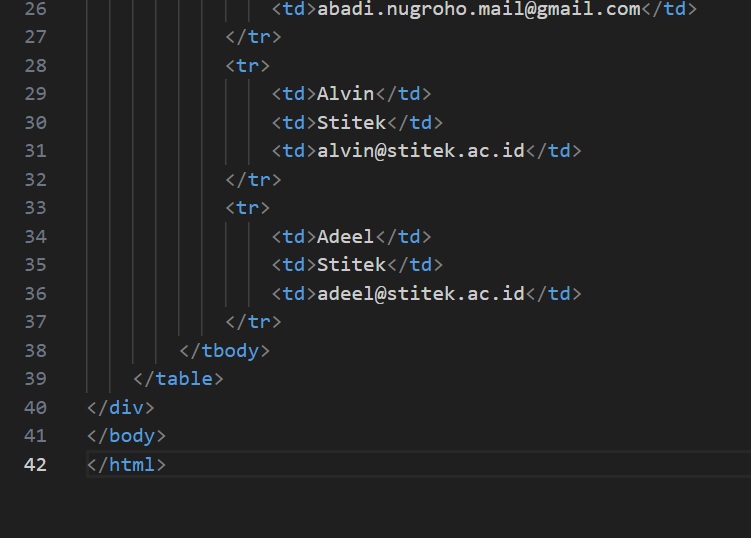 26 <td>abadi.nugroho.mail@gmail.com</td>
27 </tr>
28 <tr>
29 <td>Alvin</td>
30 <td>Stitek</td>
31 <td>alvin@stitek.ac.id</td>
32 </tr>
33 <tr>
34 <td>Adeel</td>
35 <td>Stitek</td>
36 <td>adeel@stitek.ac.id</td>
37 </tr>
38 </tbody>
39 </table>
40 </div>
41 </body>
42 </html>